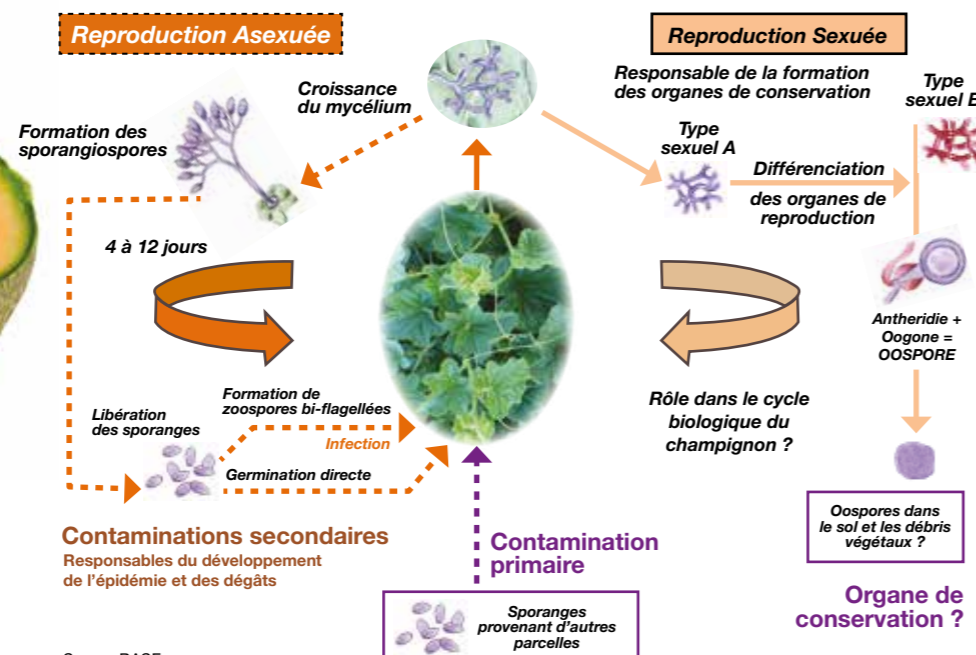 Reproduction Asexuée
Reproduction Sexuée
Croissance
du mycélium
Responsable de la formation
des organes de conservation
Type
sexuel A
Type
sexuel B
Formation des
sporangiospores
Différenciation
des organes de
reproduction
4 à 12 jours
Antheridie +
Oogone =
OOSPORE
Libération
des sporanges
Formation de
zoospores bi-flagellées
Infection
Germination directe
Rôle dans le cycle
biologique du
champignon ?
Contaminations secondaires
Responsables du développement
de l'épidémie et des dégâts
Contamination
primaire
Sporanges
provenant d'autres
parcelles
Oospores dans
le sol et les débris
végétaux ?
Organe de
conservation ?